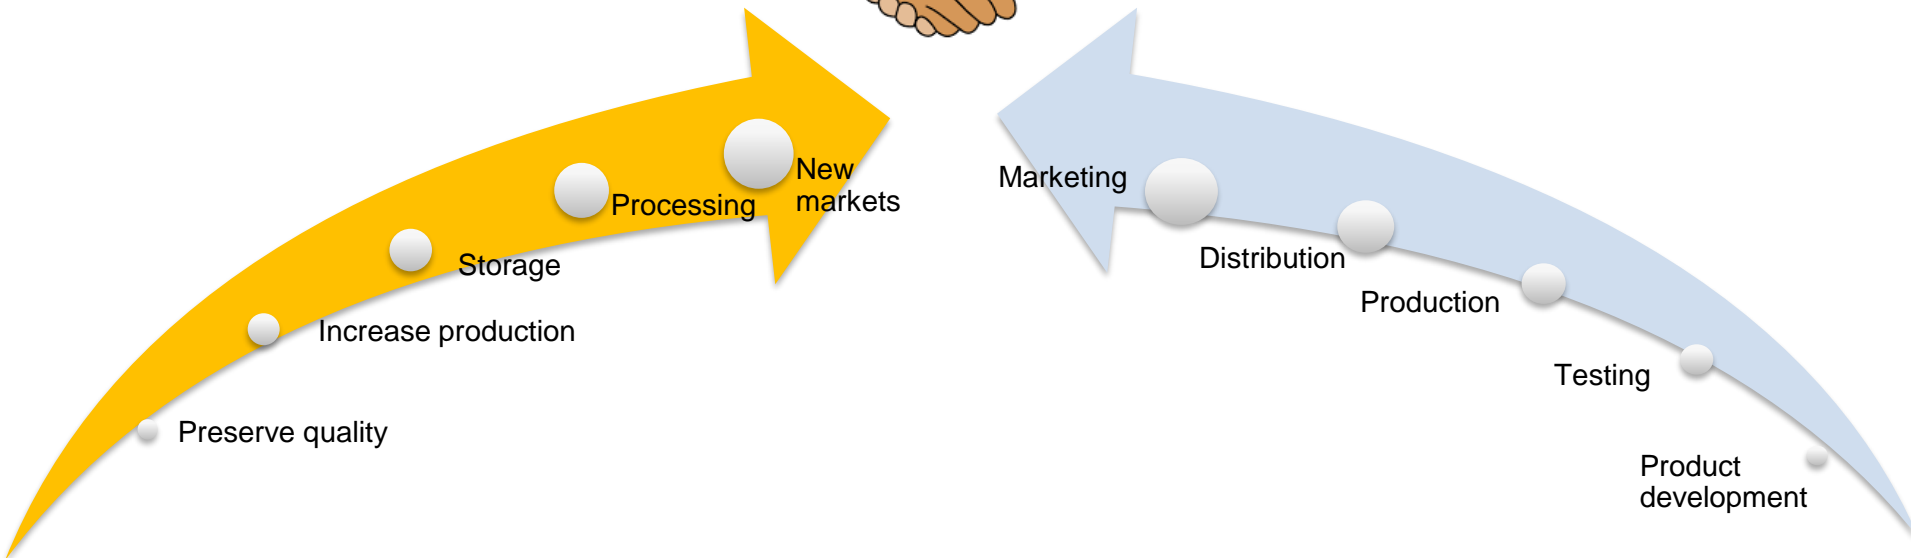 New
markets
Processing
Storage
Increase production
Preserve quality
Marketing
Distribution
Production
Testing
Product
development